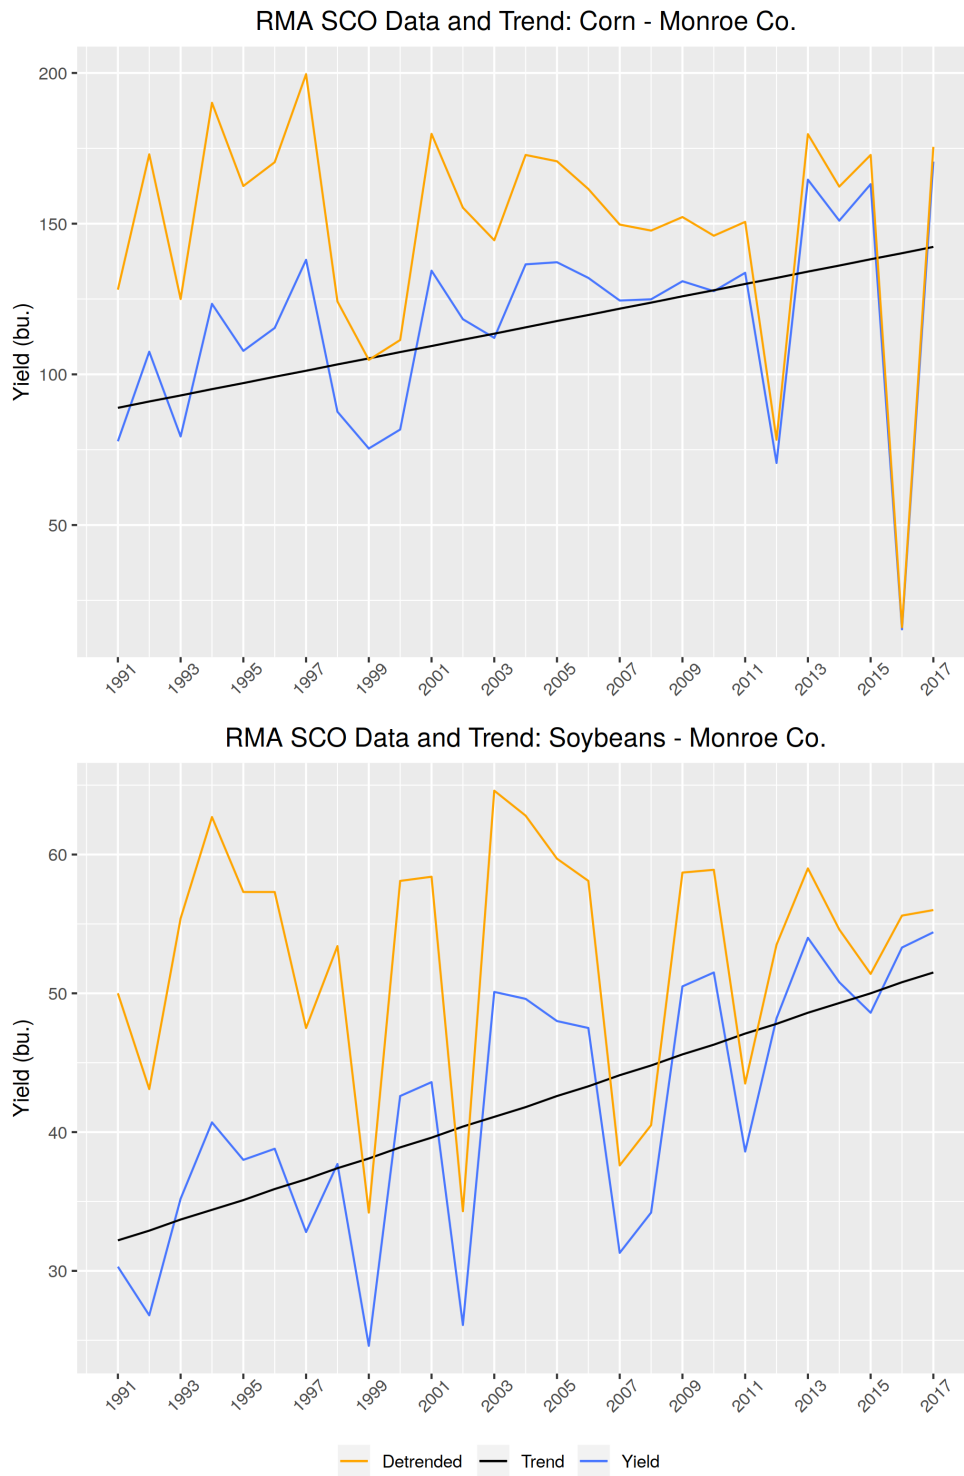 RMA SCO Data and Trend: Corn - Monroe Co.
Yield (bu.)
200
150
100
50
1991 1993 1995 1997 1999 2001 2003 2005 2007 2009 2011 2013 2015 2017
RMA SCO Data and Trend: Soybeans - Monroe Co.
Yield (bu.)
60
50
40
30
1991 1993 1995 1997 1999 2001 2003 2005 2007 2009 2011 2013 2015 2017
Detrended Trend Yield